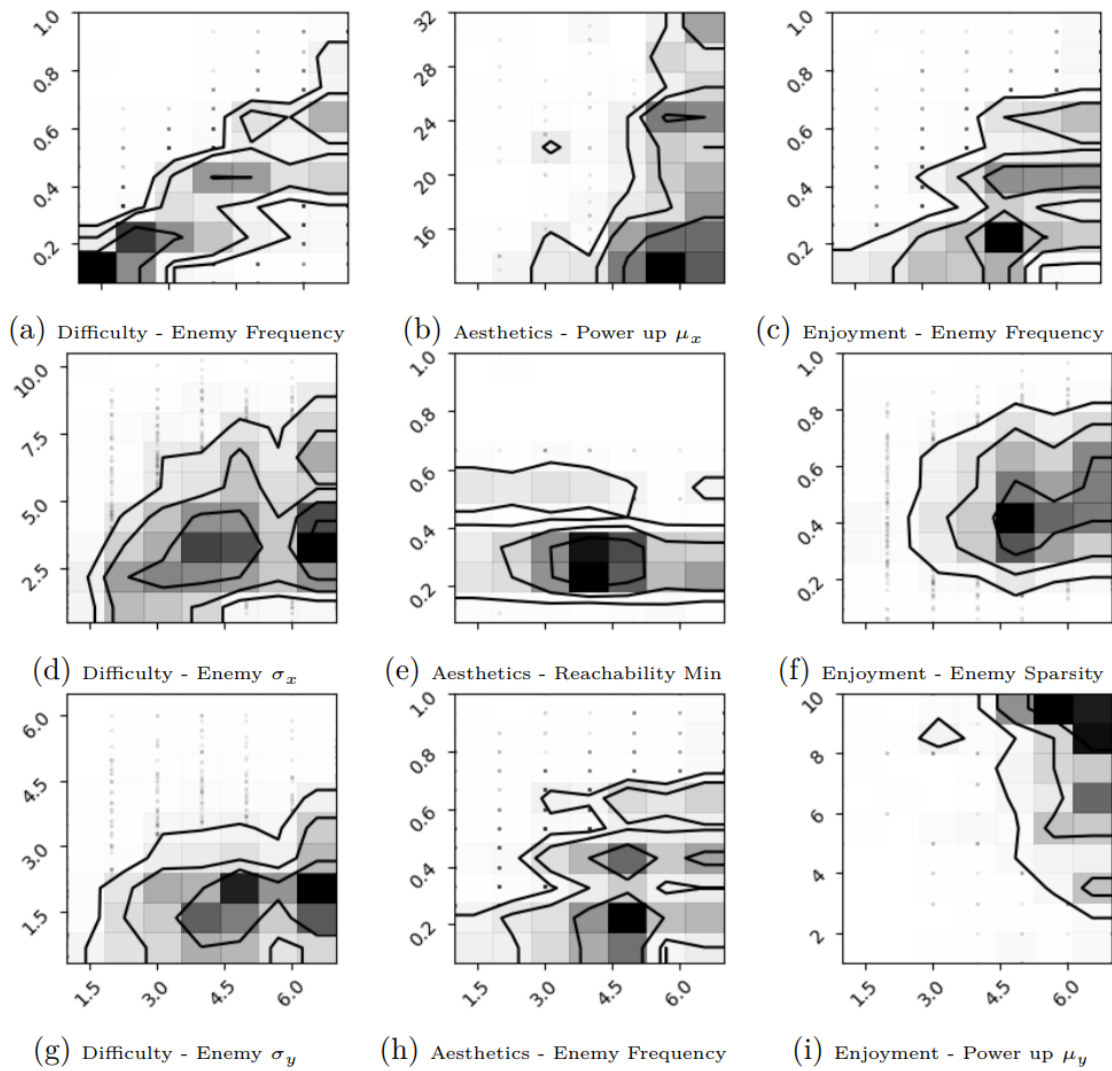 1.0 0.8 0.6 0.4 0.2
32 28 24 20 16
1.0 0.8 0.6 0.4 0.2
(a) Difficulty - Enemy Frequency
(b) Aesthetics - Power up μx
(c) Enjoyment - Enemy Frequency
10.0 7.5 5.0 2.5
1.0 0.8 0.6 0.4 0.2
1.0 0.8 0.6 0.4 0.2
(d) Difficulty - Enemy σx
(e) Aesthetics - Reachability Min
(f) Enjoyment - Enemy Sparsity
6.0 4.5 3.0 1.5
1.0 0.8 0.6 0.4 0.2
10 8 6 4 2
1.5 3.0 4.5 6.0
1.5 3.0 4.5 6.0
1.5 3.0 4.5 6.0
(g) Difficulty - Enemy σy
(h) Aesthetics - Enemy Frequency
(i) Enjoyment - Power up μy